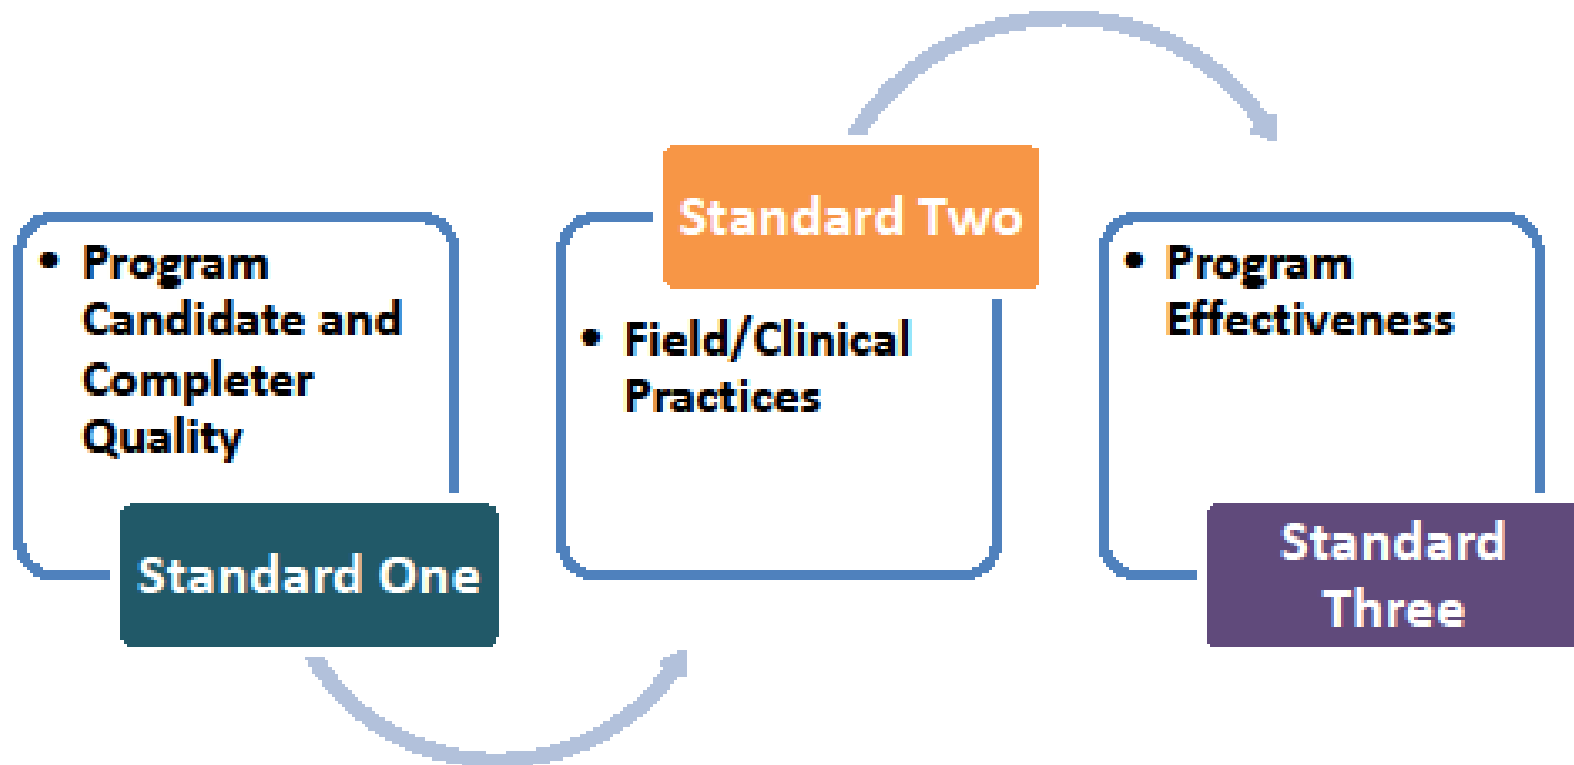 • Program
Candidate and
Completer
Quality
Standard One
Standard Two
• Field/Clinical
Practices
• Program
Effectiveness
Standard
Three